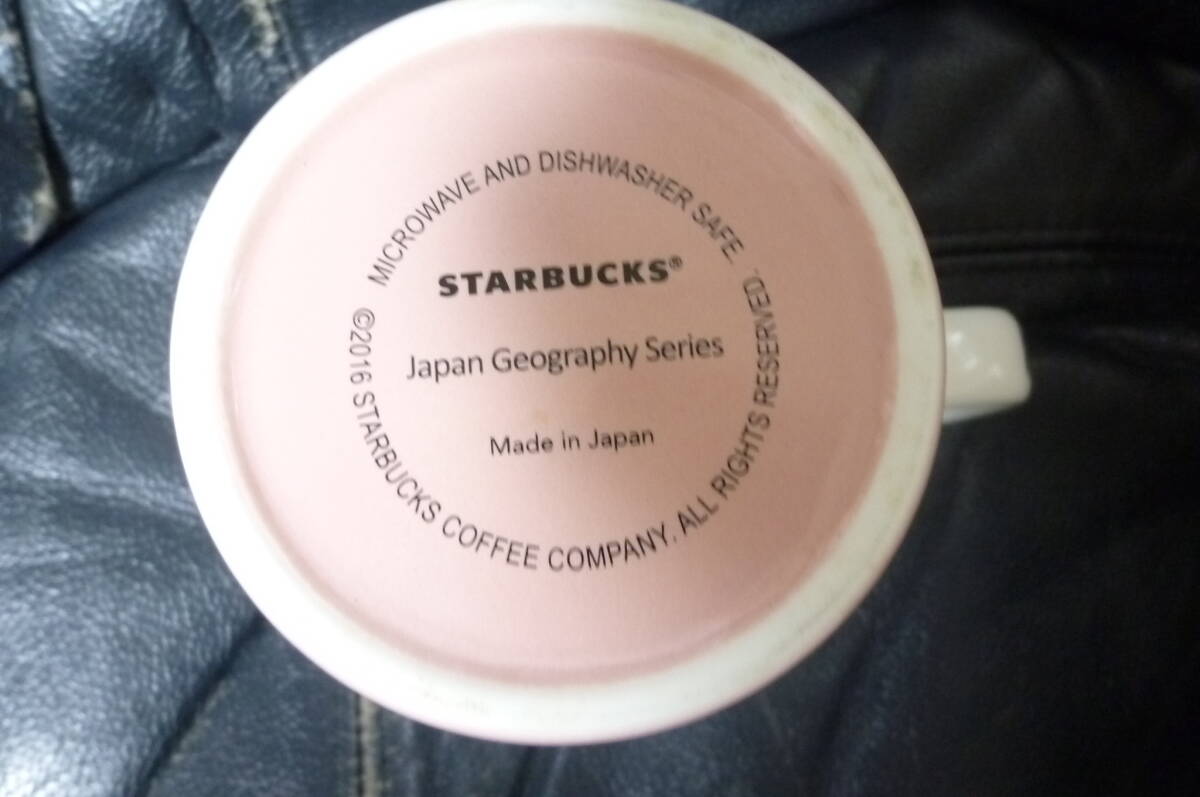 MICROWAVE AND DISHWASHER SAFE.
STARBUCKS®
Japan Geography Series
Made in Japan
©2016 STARBUCKS COFFEE COMPANY. ALL RIGHTS RESERVED.